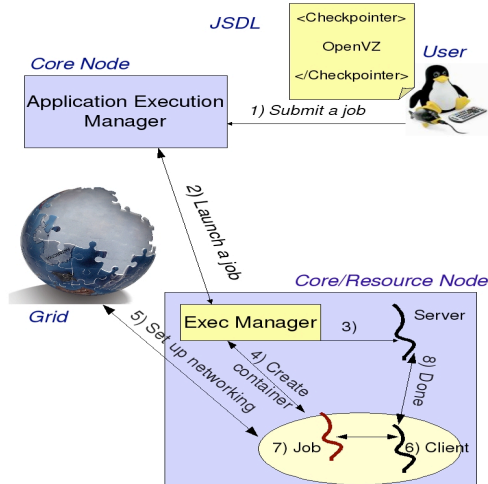 JSDL
<Checkpointer>
OpenVZ
</Checkpointer>
User
Core Node
Application Execution
Manager
1) Submit a job
2) Launch a job
Core/Resource Node
Grid
5) Set up networking
Exec Manager
3)
Server
4) Create
container
8) Done
7) Job
6) Client